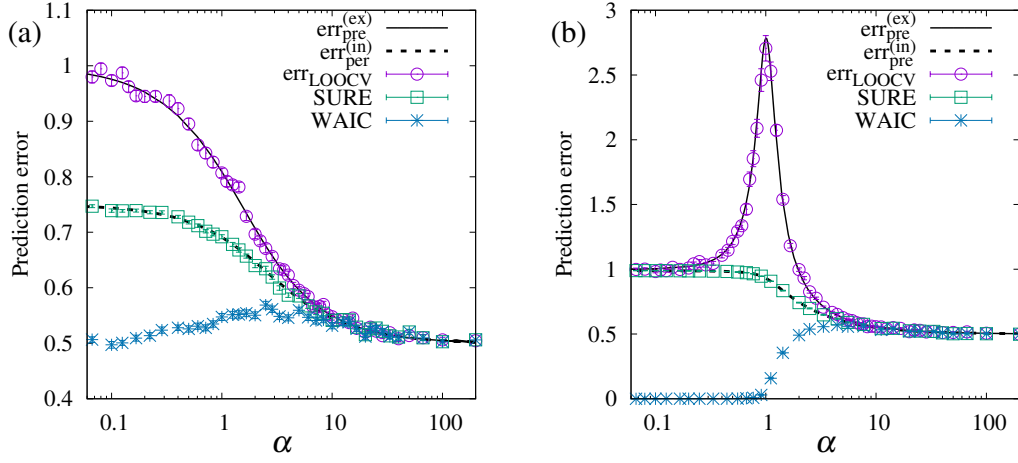 (a)
Prediction error
1.1
1
0.9
0.8
0.7
0.6
0.5
0.4
0.1
1
10
100
α
err_pre^(ex)
err_per^(in)
err_LOOCV
SURE
WAIC
(b)
Prediction error
3
2.5
2
1.5
1
0.5
0
0.1
1
10
100
α
err_pre^(ex)
err_pre^(in)
err_LOOCV
SURE
WAIC